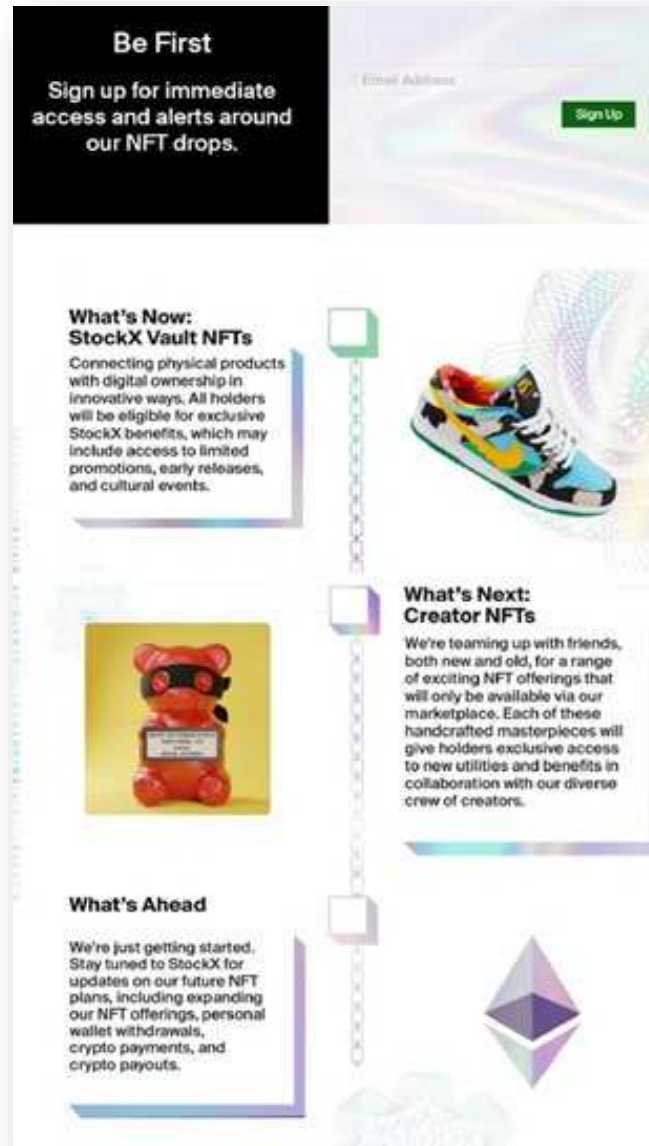 Be First
Sign up for immediate
access and alerts around
our NFT drops.
Email Address
Sign Up
What's Now:
StockX Vault NFTs
Connecting physical products
with digital ownership in
innovative ways. All holders
will be eligible for exclusive
StockX benefits, which may
include access to limited
promotions, early releases,
and cultural events.
What's Next:
Creator NFTs
We're teaming up with friends,
both new and old, for a range
of exciting NFT offerings that
will only be available via our
marketplace. Each of these
handcrafted masterpieces will
give holders exclusive access
to new utilities and benefits in
collaboration with our diverse
crew of creators.
What's Ahead
We're just getting started.
Stay tuned to StockX for
updates on our future NFT
plans, including expanding
our NFT offerings, personal
wallet withdrawals,
crypto payments, and
crypto payouts.